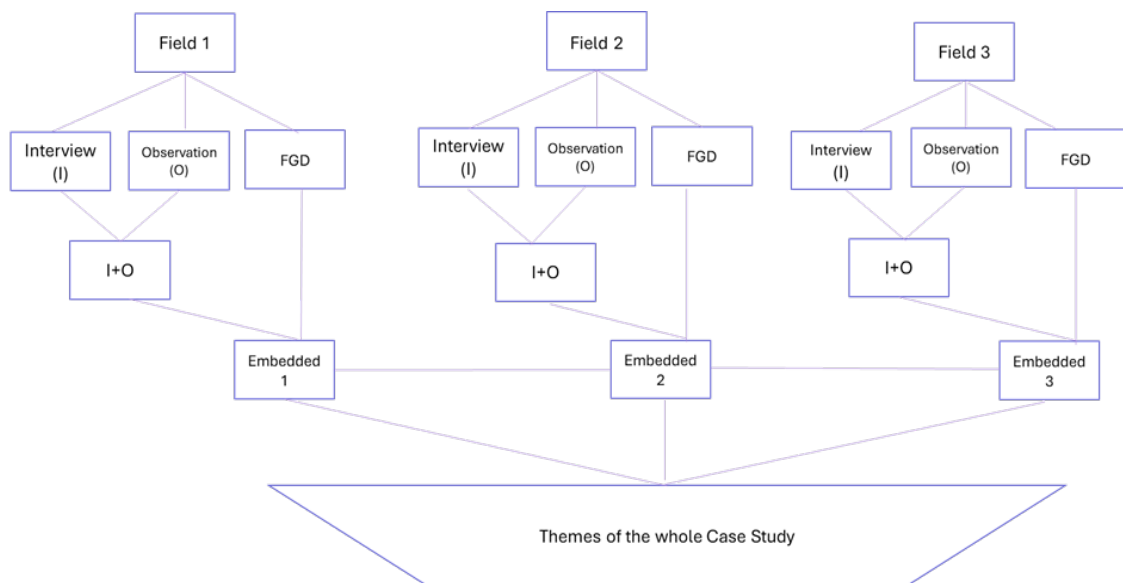 Field 1
Field 2
Field 3
Interview
(I)
Observation
(O)
FGD
Interview
(I)
Observation
(O)
FGD
Interview
(I)
Observation
(O)
FGD
I+O
I+O
I+O
Embedded
1
Embedded
2
Embedded
3
Themes of the whole Case Study